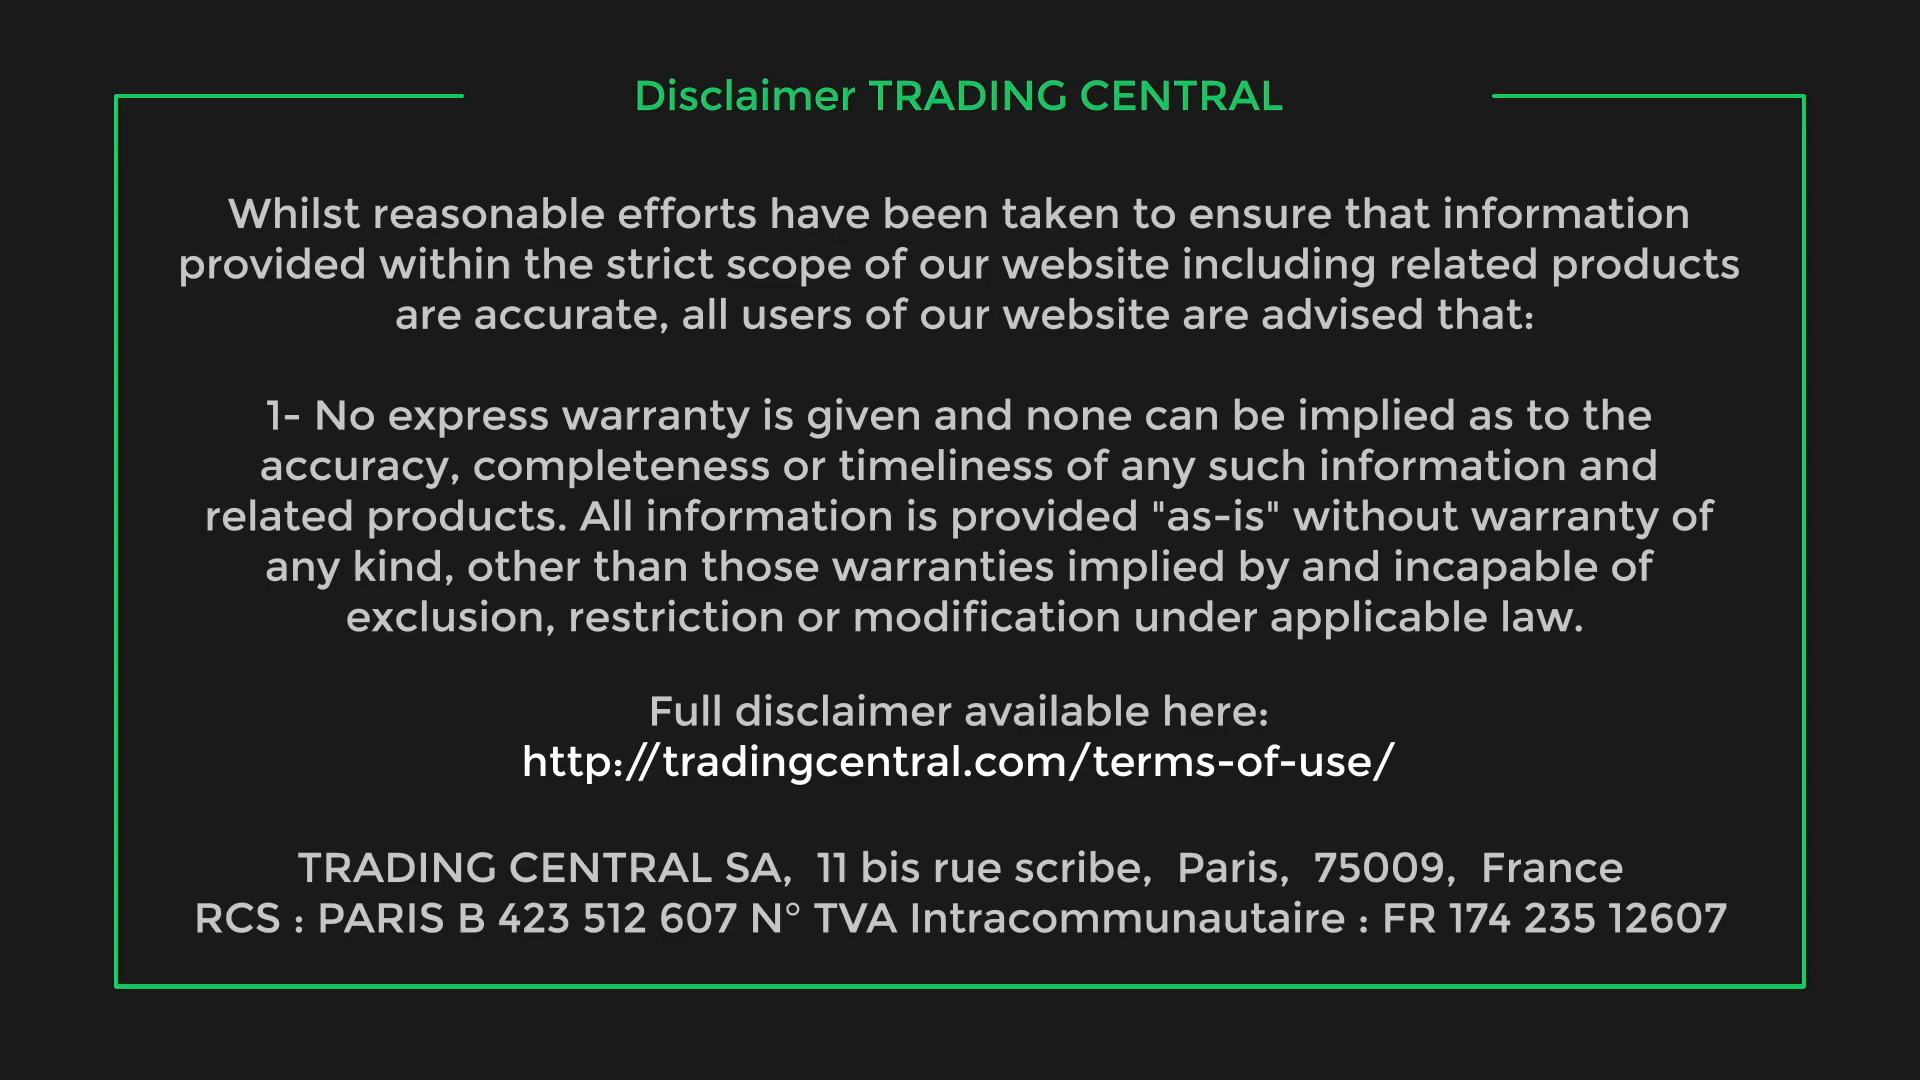 Disclaimer TRADING CENTRAL
Whilst reasonable efforts have been taken to ensure that information
provided within the strict scope of our website including related products
are accurate, all users of our website are advised that:
1- No express warranty is given and none can be implied as to the
accuracy, completeness or timeliness of any such information and
related products. All information is provided "as-is" without warranty of
any kind, other than those warranties implied by and incapable of
exclusion, restriction or modification under applicable law.
Full disclaimer available here:
http://tradingcentral.com/terms-of-use/
TRADING CENTRAL SA, 11 bis rue scribe, Paris, 75009, France
RCS : PARIS B 423 512 607 N° TVA Intracommunautaire : FR 174 235 12607